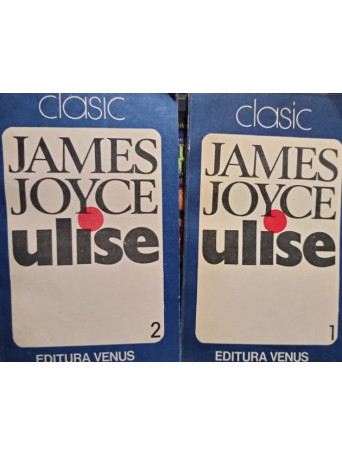 clasic
JAMES
JOYCE
ulise
2
EDITURA VENUS
clasic
JAMES
JOYCE
ulise
1
EDITURA VENUS